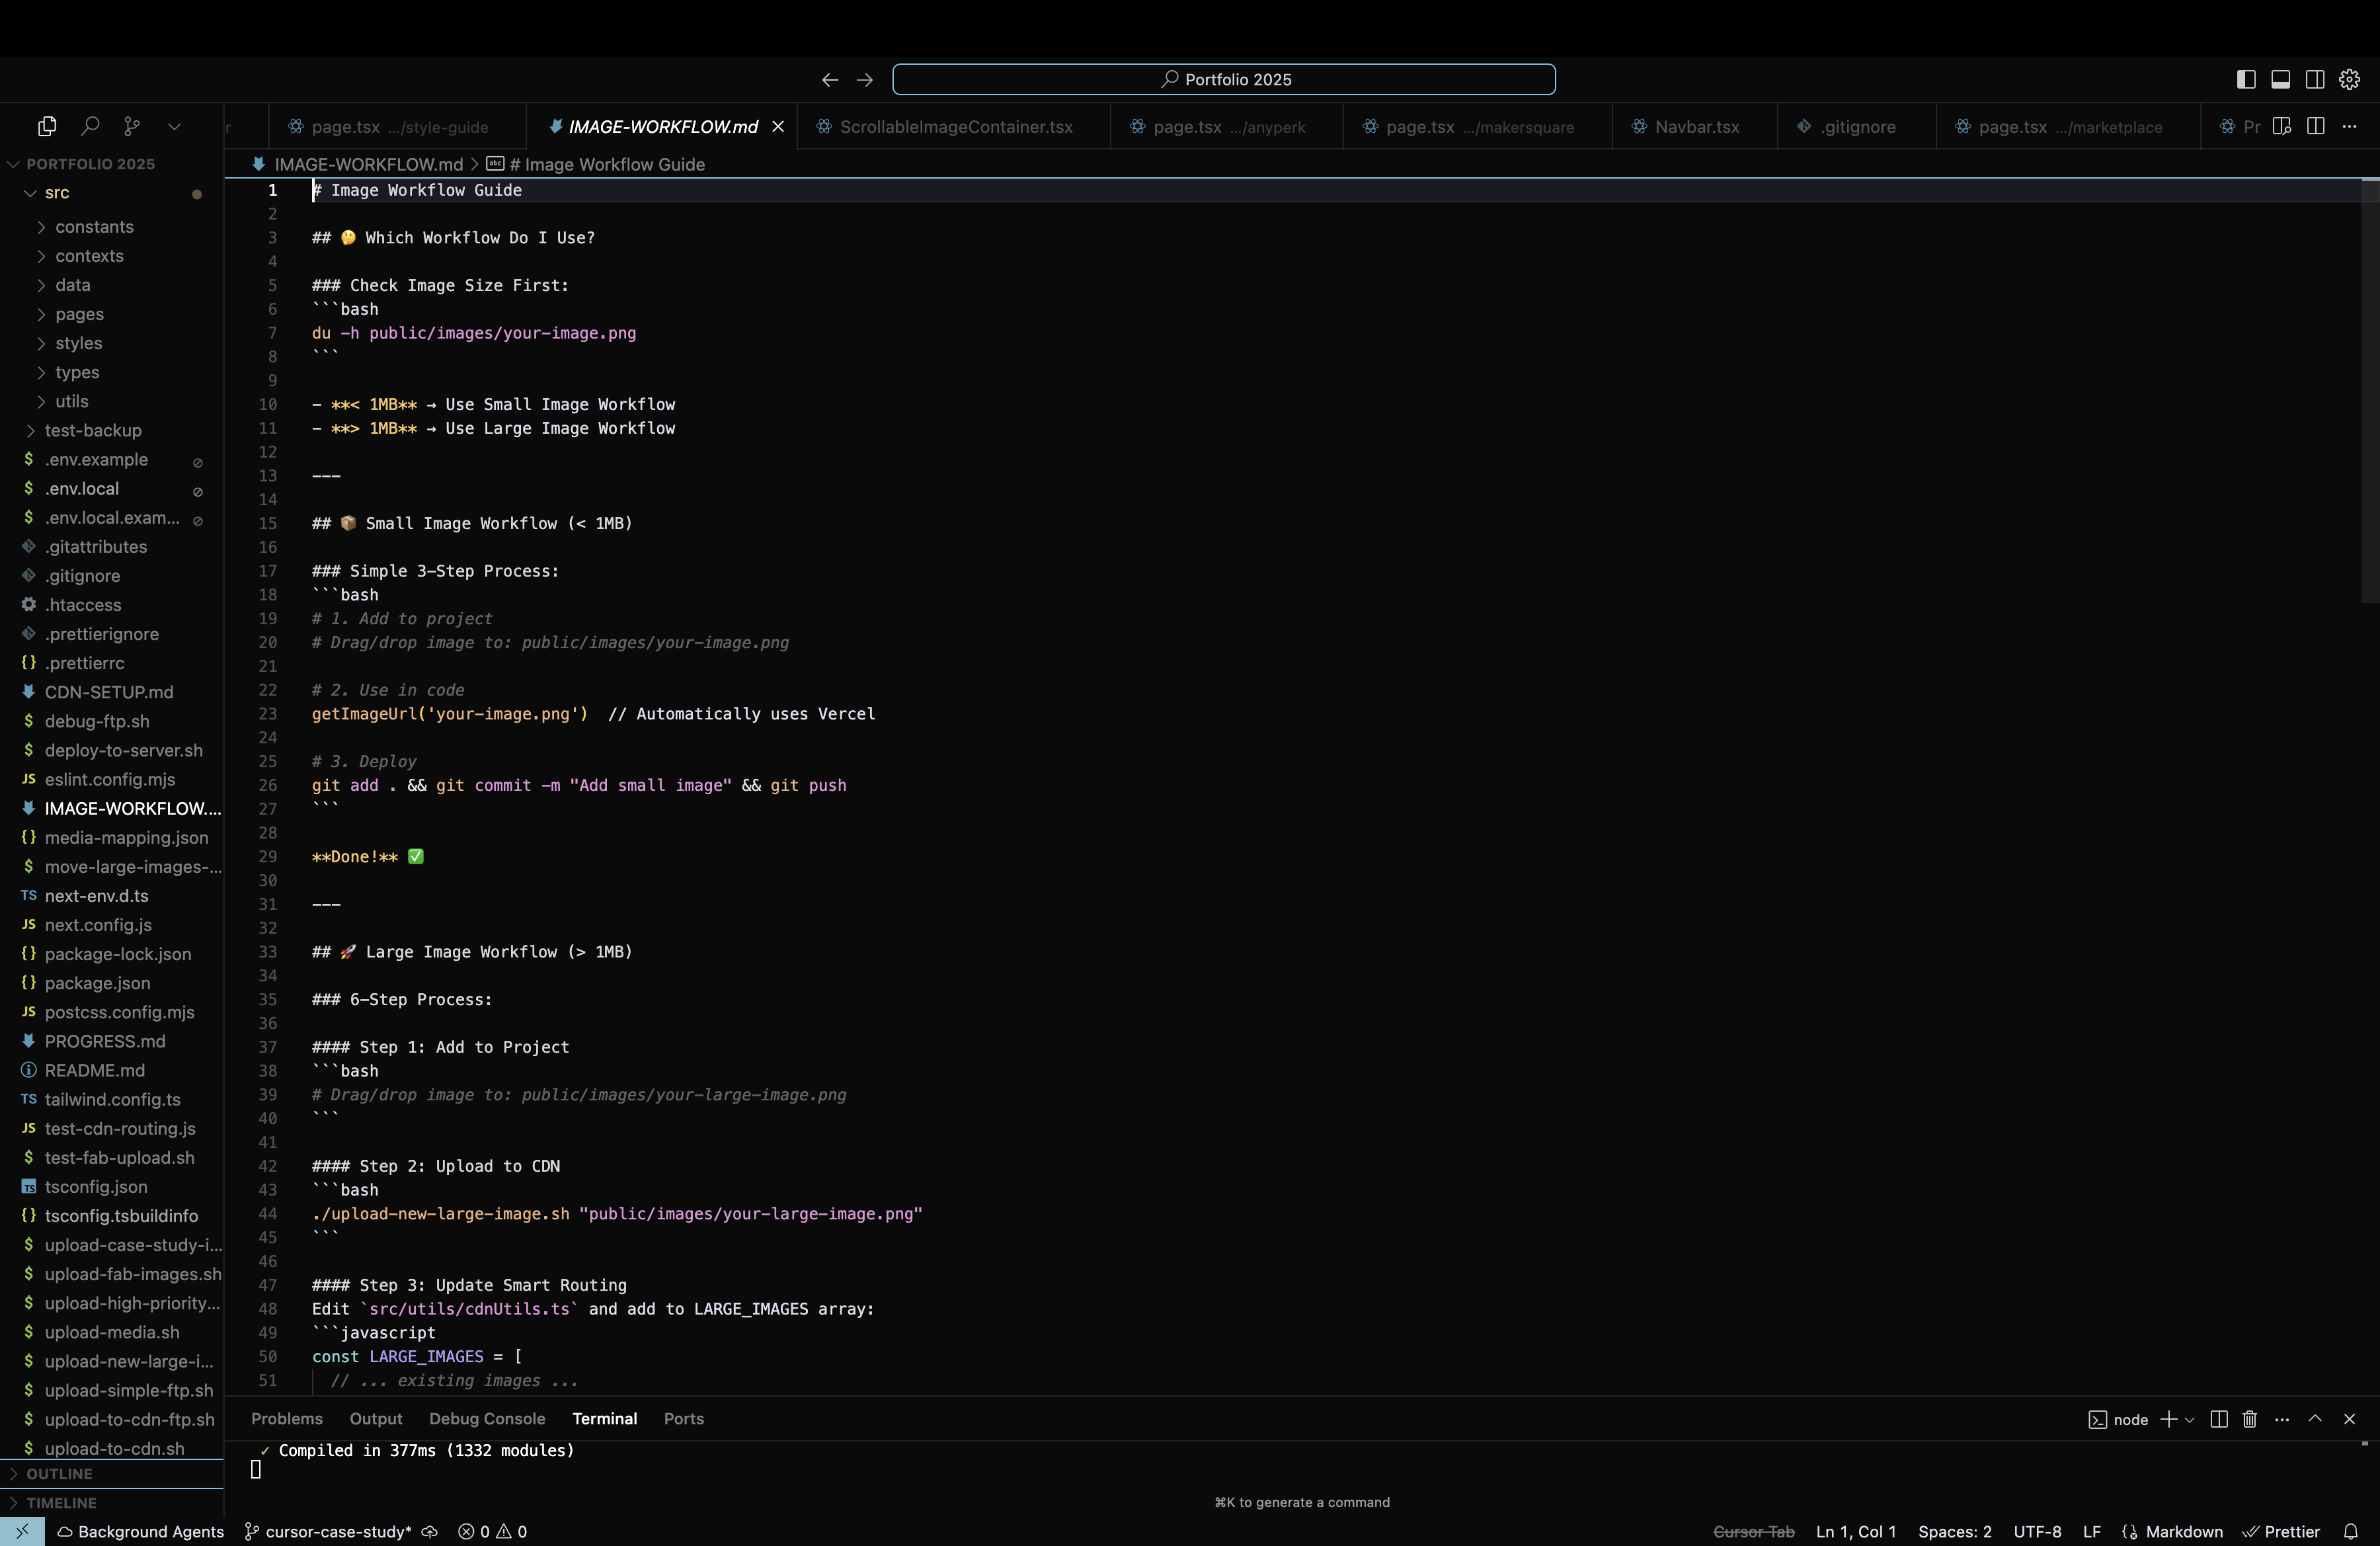 Portfolio 2025
r
page.tsx .../style-guide
IMAGE-WORKFLOW.md
ScrollableImageContainer.tsx
page.tsx .../anyperk
page.tsx .../makersquare
Navbar.tsx
.gitignore
page.tsx .../marketplace
Pr
PORTFOLIO 2025
src
constants
contexts
data
pages
styles
types
utils
test-backup
$ .env.example
$ .env.local
$ .env.local.exam...
.gitattributes
.gitignore
.htaccess
.prettierignore
{} .prettierrc
CDN-SETUP.md
$ debug-ftp.sh
$ deploy-to-server.sh
JS eslint.config.mjs
IMAGE-WORKFLOW....
{} media-mapping.json
$ move-large-images-...
TS next-env.d.ts
JS next.config.js
{} package-lock.json
{} package.json
JS postcss.config.mjs
PROGRESS.md
README.md
TS tailwind.config.ts
JS test-cdn-routing.js
$ test-fab-upload.sh
TS tsconfig.json
{} tsconfig.tsbuildinfo
$ upload-case-study-i...
$ upload-fab-images.sh
$ upload-high-priority...
$ upload-media.sh
$ upload-new-large-i...
$ upload-simple-ftp.sh
$ upload-to-cdn-ftp.sh
$ upload-to-cdn.sh
OUTLINE
TIMELINE
IMAGE-WORKFLOW.md > abc # Image Workflow Guide
1 # Image Workflow Guide
2
3 ## 🤔 Which Workflow Do I Use?
4
5 ### Check Image Size First:
6 ```bash
7 du -h public/images/your-image.png
8 ```
9
10 - **< 1MB** → Use Small Image Workflow
11 - **> 1MB** → Use Large Image Workflow
12
13 ---
14
15 ## 📦 Small Image Workflow (< 1MB)
16
17 ### Simple 3-Step Process:
18 ```bash
19 # 1. Add to project
20 # Drag/drop image to: public/images/your-image.png
21
22 # 2. Use in code
23 getImageUrl('your-image.png')  // Automatically uses Vercel
24
25 # 3. Deploy
26 git add . && git commit -m "Add small image" && git push
27 ```
28
29 **Done!** ✅
30
31 ---
32
33 ## 🚀 Large Image Workflow (> 1MB)
34
35 ### 6-Step Process:
36
37 #### Step 1: Add to Project
38 ```bash
39 # Drag/drop image to: public/images/your-large-image.png
40 ```
41
42 #### Step 2: Upload to CDN
43 ```bash
44 ./upload-new-large-image.sh "public/images/your-large-image.png"
45 ```
46
47 #### Step 3: Update Smart Routing
48 Edit `src/utils/cdnUtils.ts` and add to LARGE_IMAGES array:
49 ```javascript
50 const LARGE_IMAGES = [
51 // ... existing images ...
Problems Output Debug Console Terminal Ports
node
✓ Compiled in 377ms (1332 modules)
⌘K to generate a command
Background Agents cursor-case-study* 0 0
Cursor Tab Ln 1, Col 1 Spaces: 2 UTF-8 LF Markdown Prettier